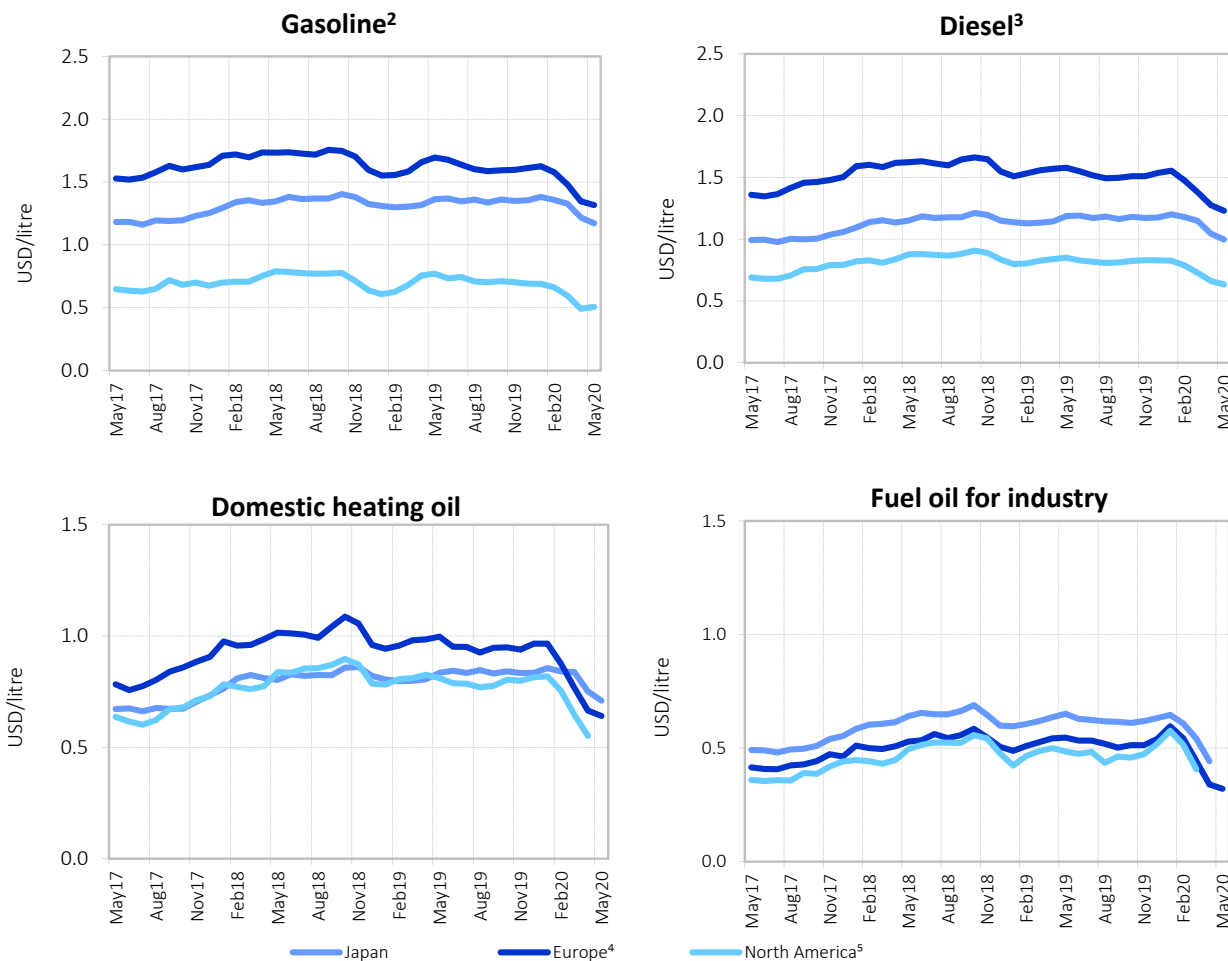 Gasoline²
2.5
2.0
1.5
1.0
0.5
0.0
USD/litre
May17
Aug17
Nov17
Feb18
May18
Aug18
Nov18
Feb19
May19
Aug19
Nov19
Feb20
May20
Diesel³
2.5
2.0
1.5
1.0
0.5
0.0
USD/litre
May17
Aug17
Nov17
Feb18
May18
Aug18
Nov18
Feb19
May19
Aug19
Nov19
Feb20
May20
Domestic heating oil
1.5
1.0
0.5
0.0
USD/litre
May17
Aug17
Nov17
Feb18
May18
Aug18
Nov18
Feb19
May19
Aug19
Nov19
Feb20
May20
Fuel oil for industry
1.5
1.0
0.5
0.0
USD/litre
May17
Aug17
Nov17
Feb18
May18
Aug18
Nov18
Feb19
May19
Aug19
Nov19
Feb20
May20
Japan
Europe⁴
North America⁵